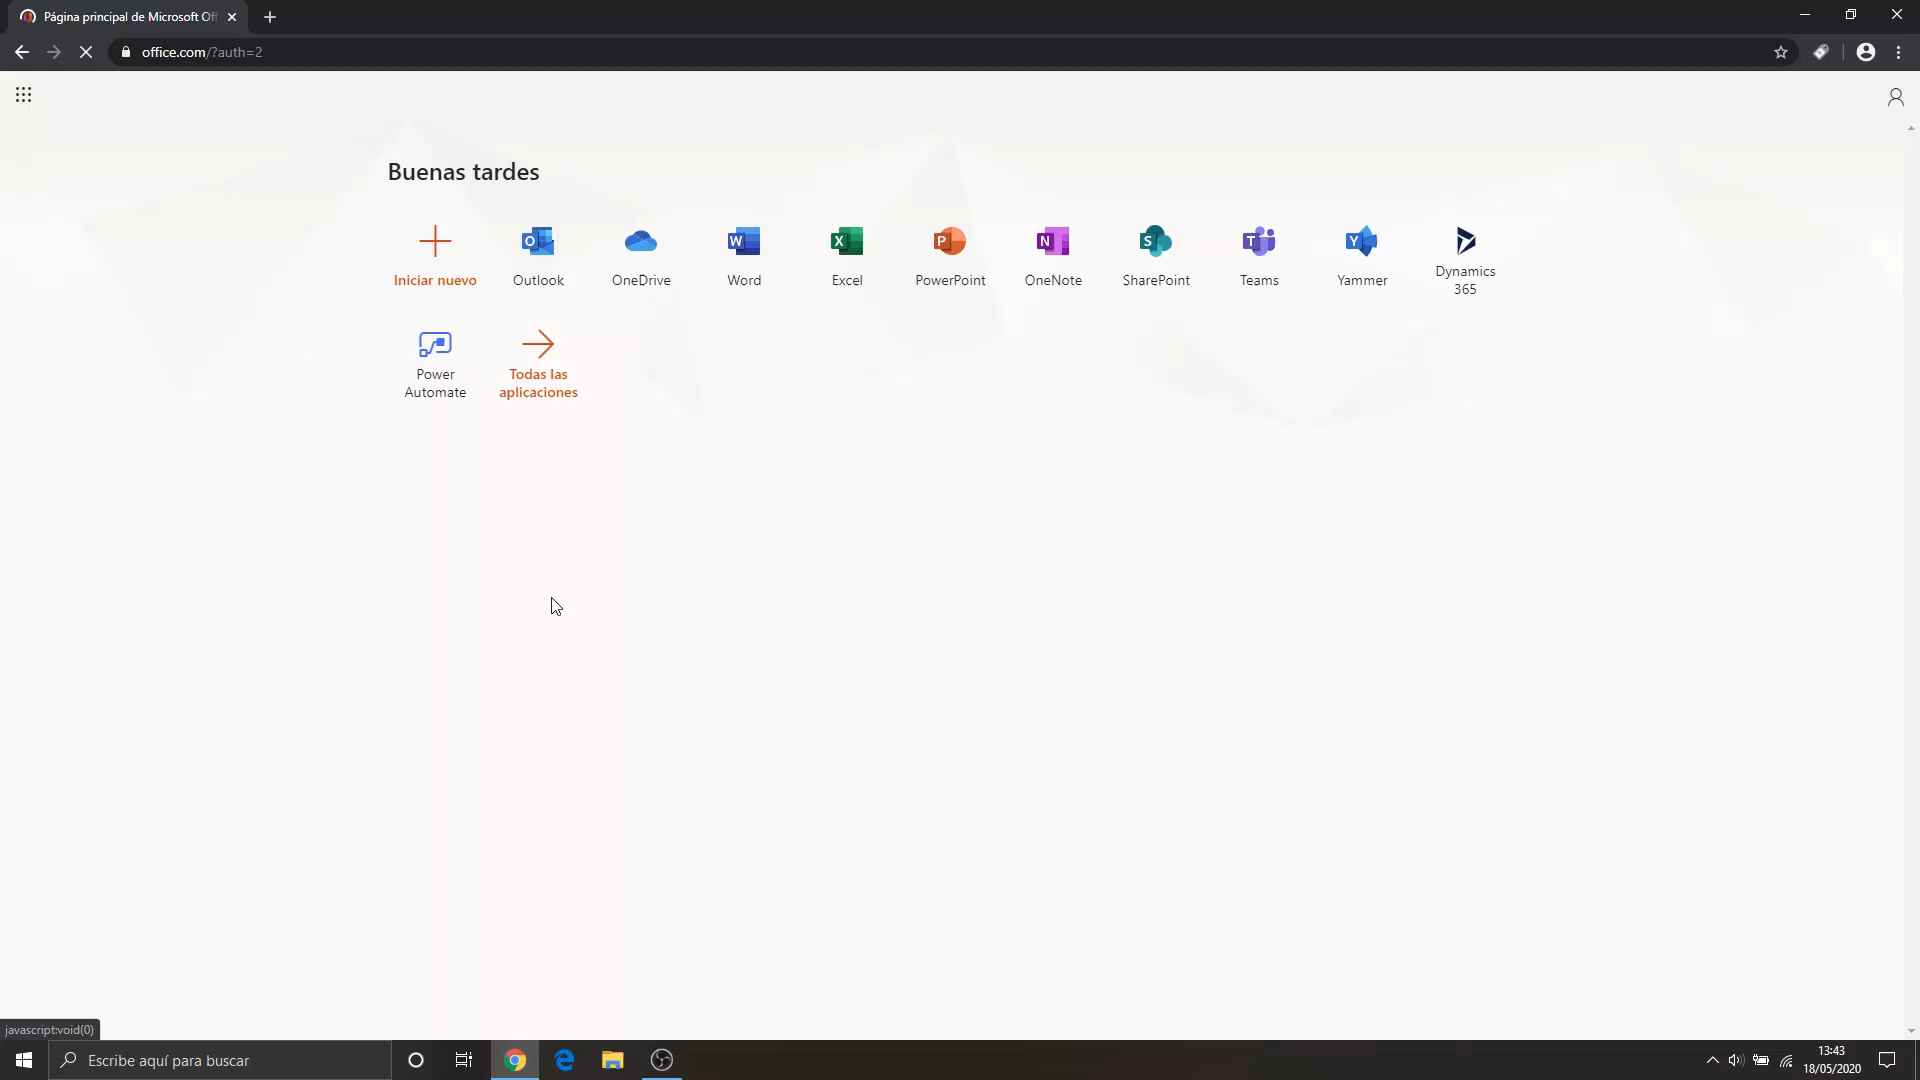 Página principal de Microsoft Of
office.com/?auth=2
Buenas tardes
Iniciar nuevo
Outlook
OneDrive
Word
Excel
PowerPoint
OneNote
SharePoint
Teams
Yammer
Dynamics
365
Power
Automate
Todas las
aplicaciones
javascript:void(0)
Escribe aquí para buscar
13:43
18/05/2020